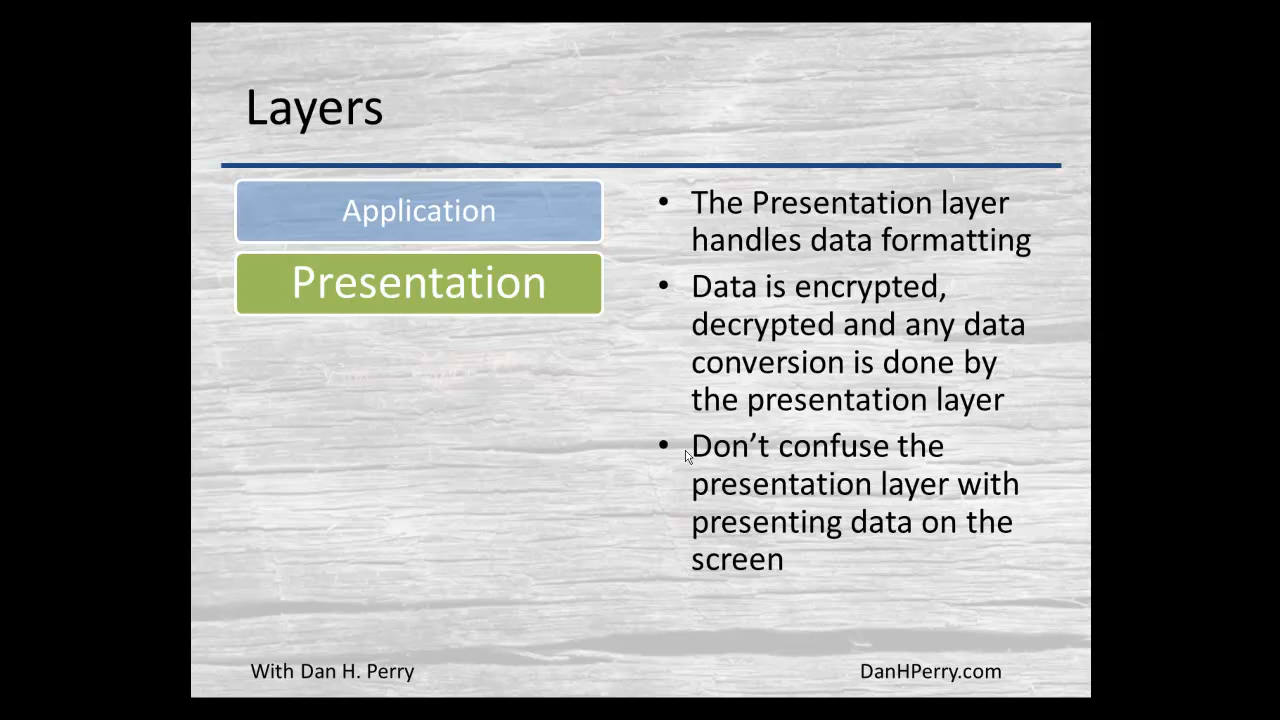 Layers
Application
Presentation
• The Presentation layer
handles data formatting
• Data is encrypted,
decrypted and any data
conversion is done by
the presentation layer
• Don’t confuse the
presentation layer with
presenting data on the
screen
With Dan H. Perry
DanHPerry.com